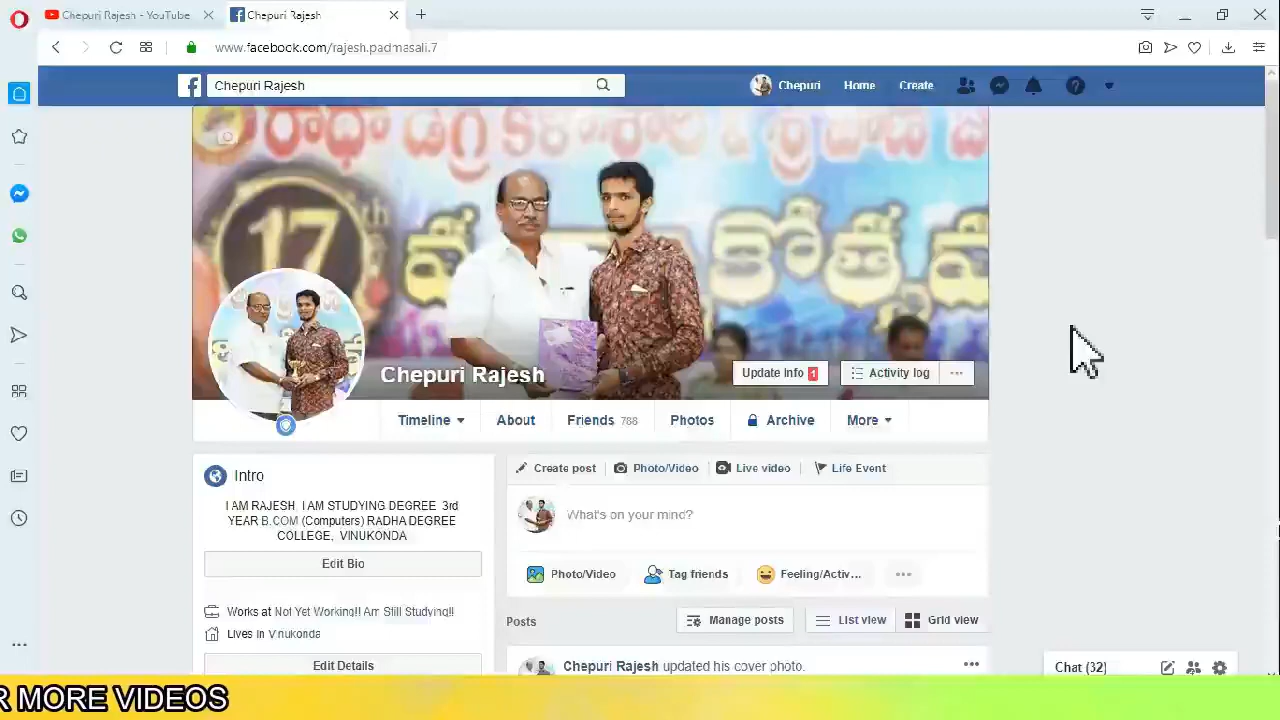 Chepuri Rajesh - YouTube
Chepuri Rajesh
www.facebook.com/rajesh.padmasali.7
Chepuri Rajesh
Chepuri Home Create
రాధా డిగ్రీ కళాశాల
17th
Chepuri Rajesh
Update Info 1
Activity log
Timeline About Friends 768 Photos Archive More
Intro
I AM RAJESH, I AM STUDYING DEGREE 3rd
YEAR B.COM (Computers) RADHA DEGREE
COLLEGE, VINUKONDA
Edit Bio
Works at Not Yet Working!! Am Still Studying!!
Lives in Vinukonda
Edit Details
Create post Photo/Video Live video Life Event
What's on your mind?
Photo/Video Tag friends Feeling/Activ...
Posts Manage posts List view Grid view
Chepuri Rajesh updated his cover photo.
Chat (32)
R MORE VIDEOS